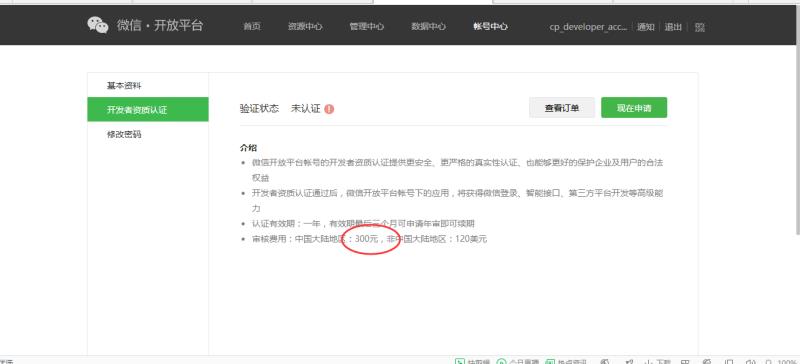 微信·开放平台
首页 资源中心 管理中心 数据中心 帐号中心 cp_developer_acc... 通知 退出
基本资料
开发者资质认证
修改密码
验证状态 未认证
查看订单 现在申请
介绍
微信开放平台帐号的开发者资质认证提供更安全、更严格的真实性认证、也能够更好的保护企业及用户的合法
权益
开发者资质认证通过后，微信开放平台帐号下的应用，将获得微信登录、智能接口、第三方平台开发等高级能
力
认证有效期：一年，有效期最后三个月可申请年审即可续期
审核费用：中国大陆地区：300元，非中国大陆地区：120美元
下载 100%